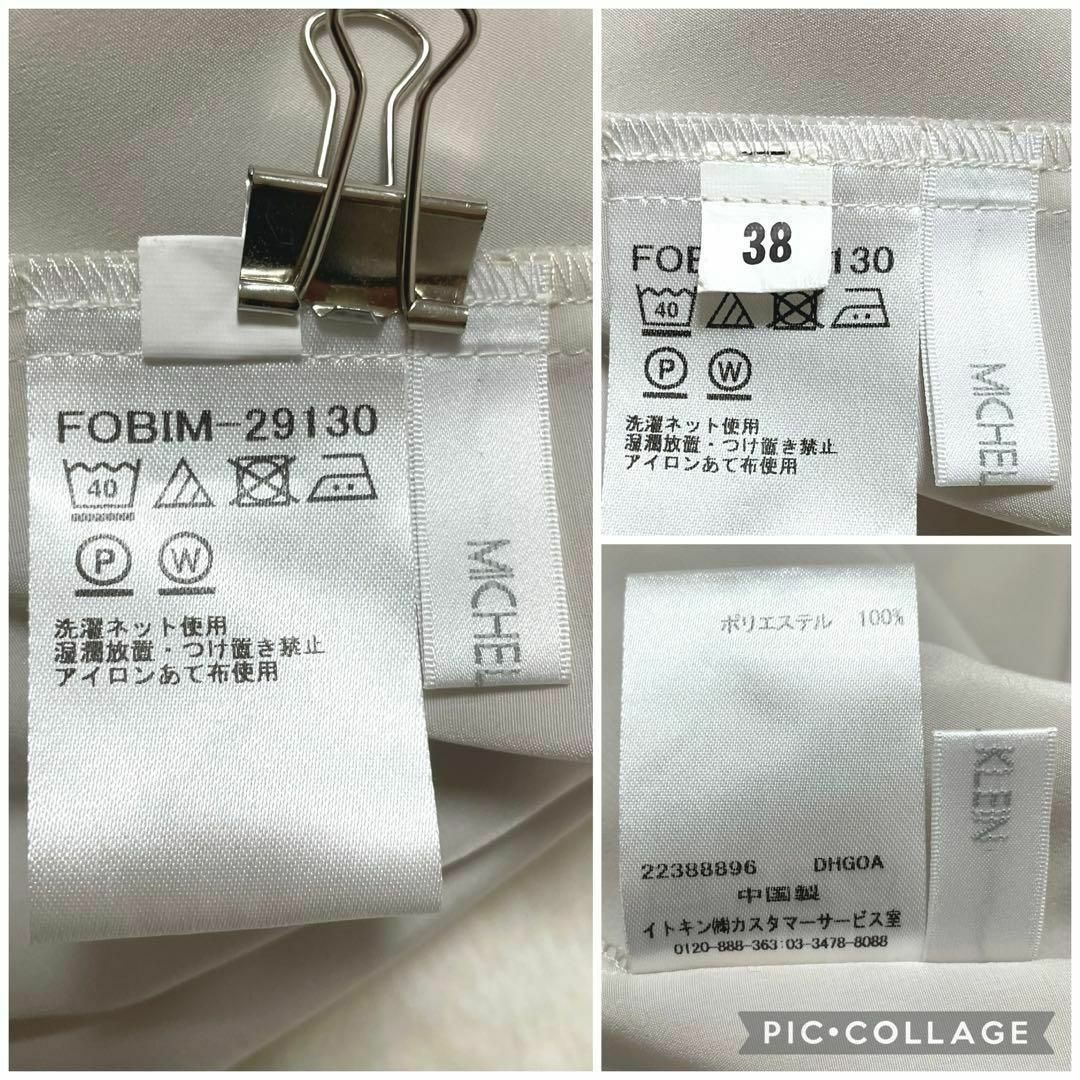 FOBIM-29130
40
P W
洗濯ネット使用
湿潤放置・つけ置き禁止
アイロンあて布使用
MICHEL
38
FOB 130
40
P W
洗濯ネット使用
湿潤放置・つけ置き禁止
アイロンあて布使用
MICHEL
ポリエステル 100%
KLEIN
22388896 DHGOA
中国製
イトキン㈱カスタマーサービス室
0120-888-363:03-3478-8088
PIC•COLLAGE